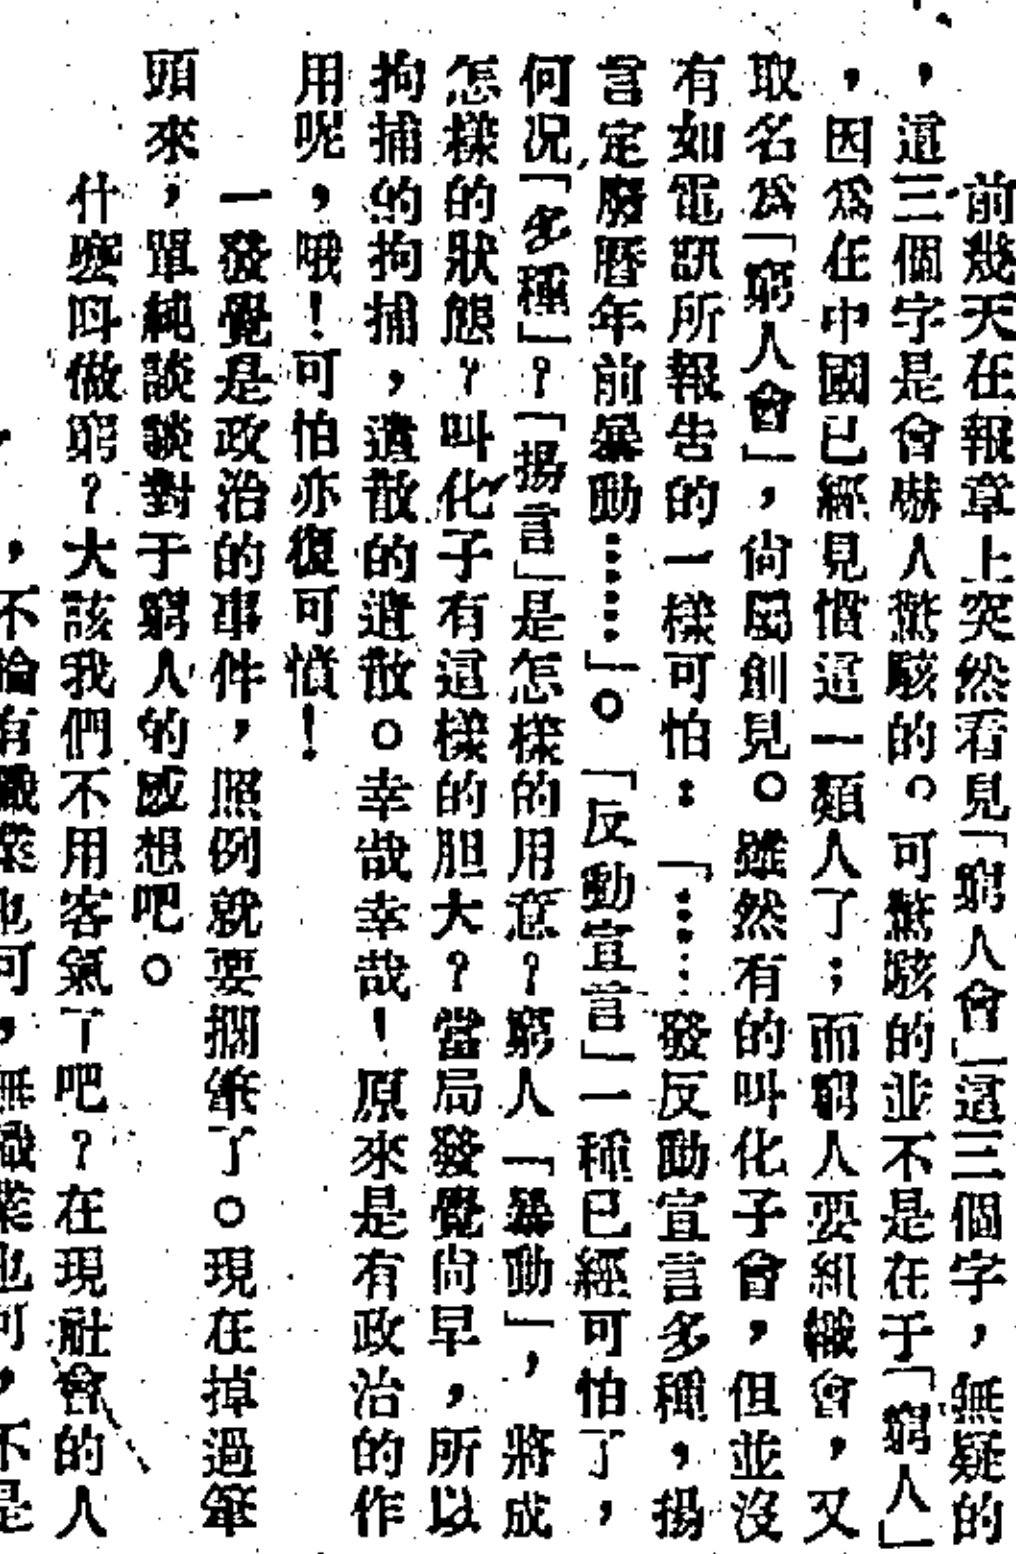 前幾天在報章上突然看見「窮人會」這三個字，無疑的
，這三個字是會嚇人驚駭的。可驚駭的並不是在于「窮人」
，因爲在中國已經見慣這一類人了；而窮人要組織會，又
取名爲「窮人會」，尙屬創見。雖然有的叫化子會，但並沒
有如電訊所報告的一樣可怕：「……發反動宣言多種，揚
言定廢曆年前暴動……」。「反動宣言」一種已經可怕了，
何况「多種」？「揚言」是怎樣的用意？窮人「暴動」，將成
怎樣的狀態？叫化子有這樣的胆大？當局發覺尙早，所以
拘捕的拘捕，遣散的遣散。幸哉幸哉！原來是有政治的作
用呢，哦！可怕亦復可憤！
一發覺是政治的事件，照例就要擱筆了。現在掉過筆
頭來，單純談談對于窮人的感想吧。
什麽呌做窮？大該我們不用客氣了吧？在現社會的人
，不論有職業也可，無職業也可，不是